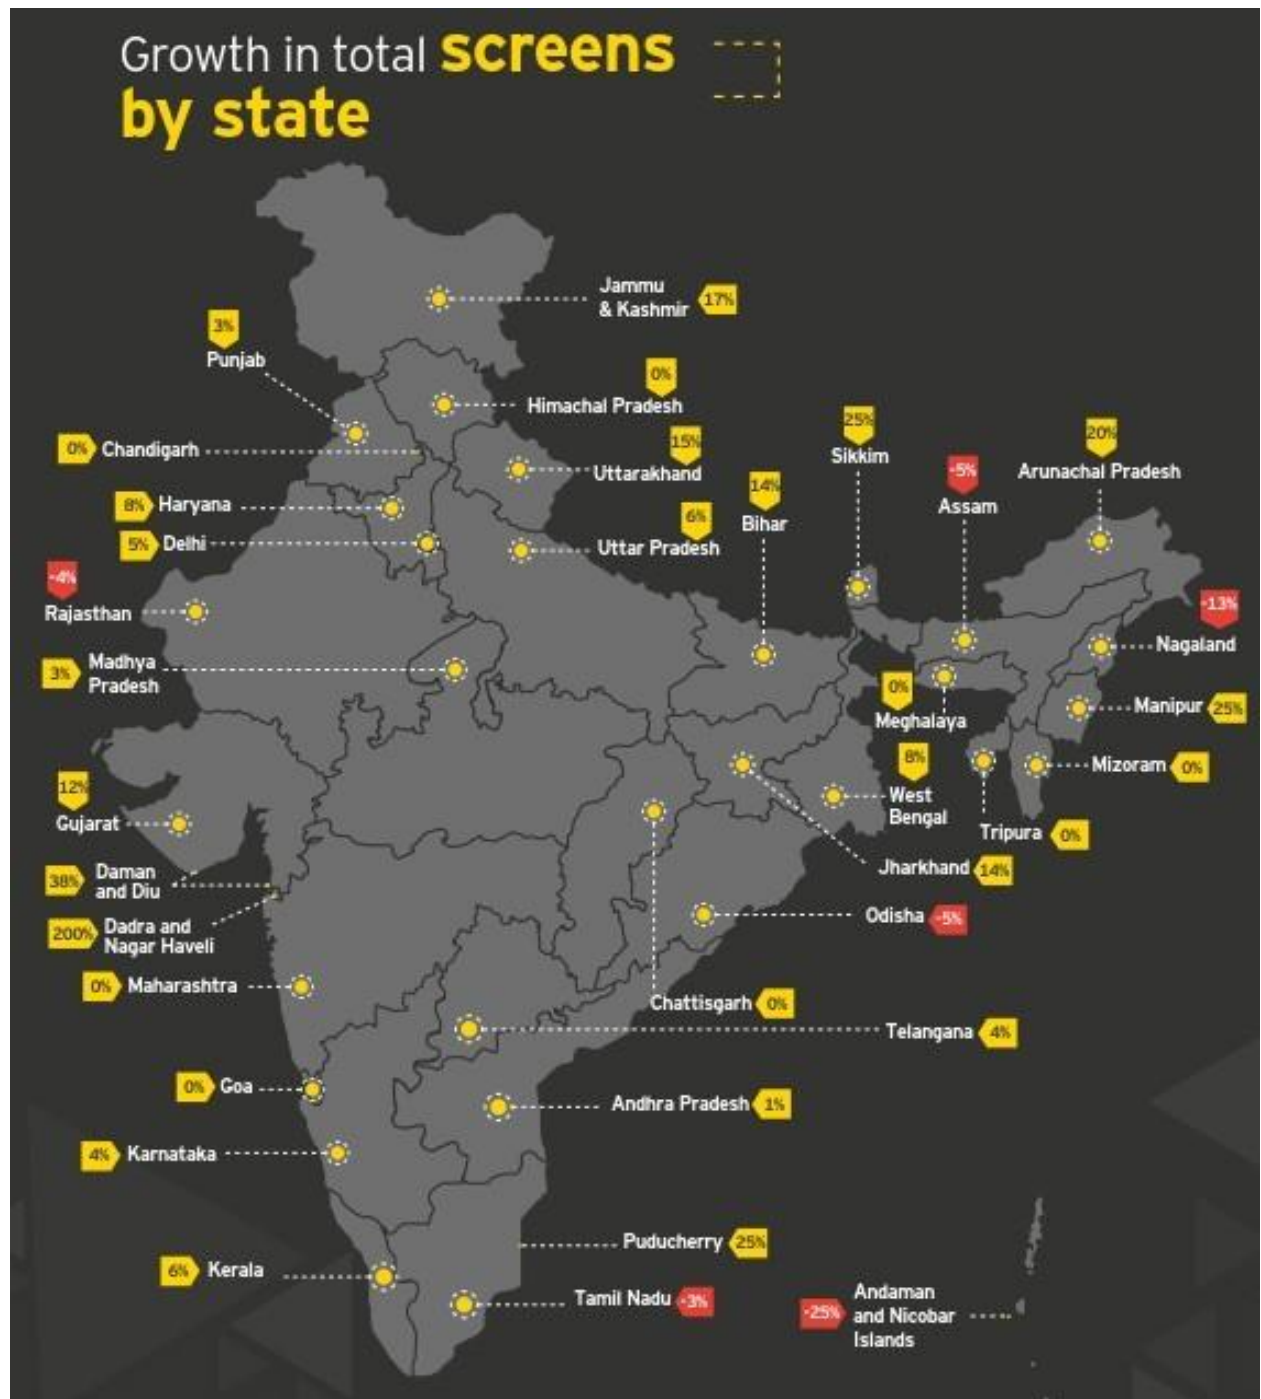 Growth in total screens
by state
Jammu
& Kashmir 17%
3%
Punjab
0%
Himachal Pradesh
0% Chandigarh
15%
Uttarakhand
8% Haryana
5% Delhi
6%
Uttar Pradesh
14%
Bihar
25%
Sikkim
-5%
Assam
20%
Arunachal Pradesh
-4%
Rajasthan
-13%
Nagaland
3% Madhya
Pradesh
0%
Meghalaya
Manipur 25%
8%
West
Bengal
Mizoram 0%
12%
Gujarat
Tripura 0%
38% Daman
and Diu
Jharkhand 14%
200% Dadra and
Nagar Haveli
Odisha -5%
0% Maharashtra
Chattisgarh 0%
Telangana 4%
0% Goa
Andhra Pradesh 1%
4% Karnataka
Puducherry 25%
6% Kerala
Tamil Nadu -3%
-25% Andaman
and Nicobar
Islands